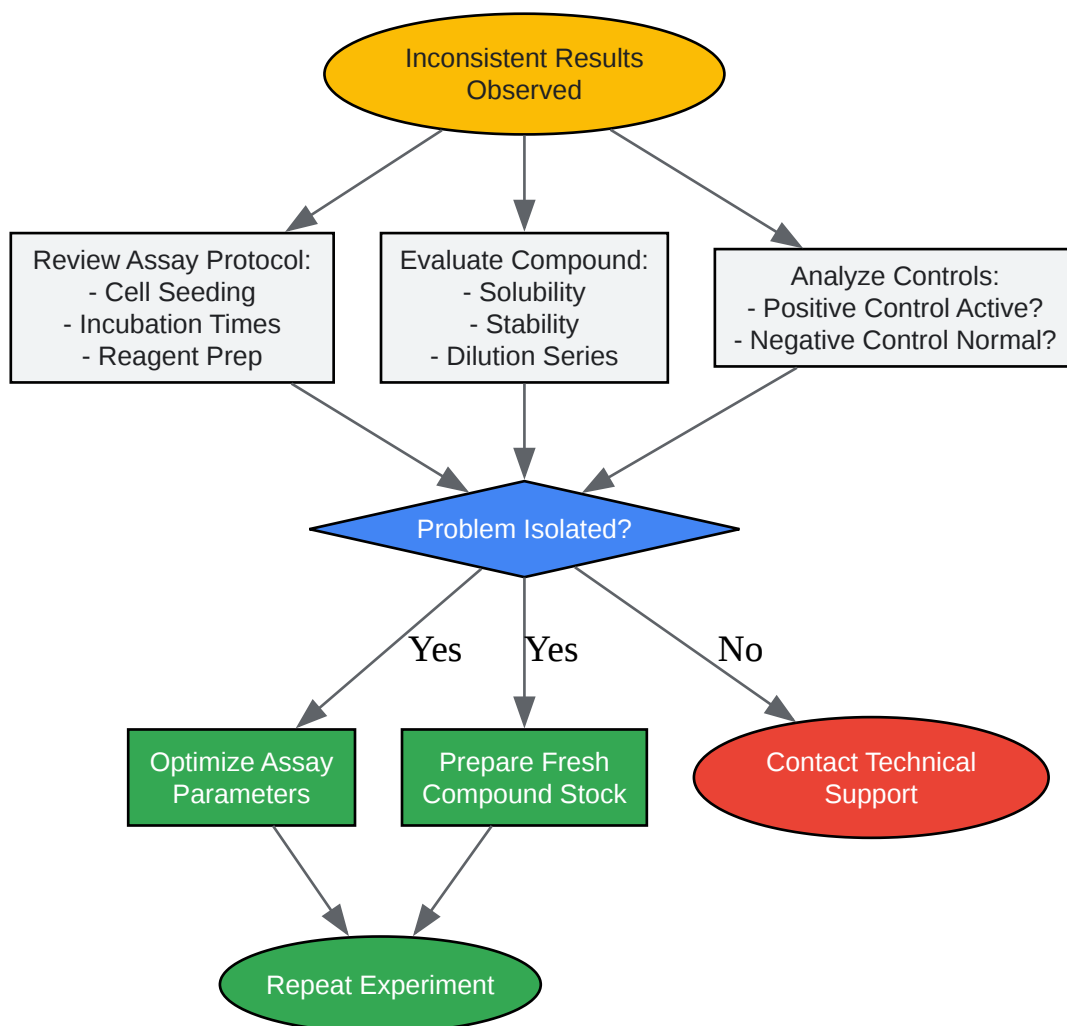 Inconsistent Results
Observed
Review Assay Protocol:
- Cell Seeding
- Incubation Times
- Reagent Prep
Evaluate Compound:
- Solubility
- Stability
- Dilution Series
Analyze Controls:
- Positive Control Active?
- Negative Control Normal?
Problem Isolated?
Yes
Yes
No
Optimize Assay
Parameters
Prepare Fresh
Compound Stock
Contact Technical
Support
Repeat Experiment